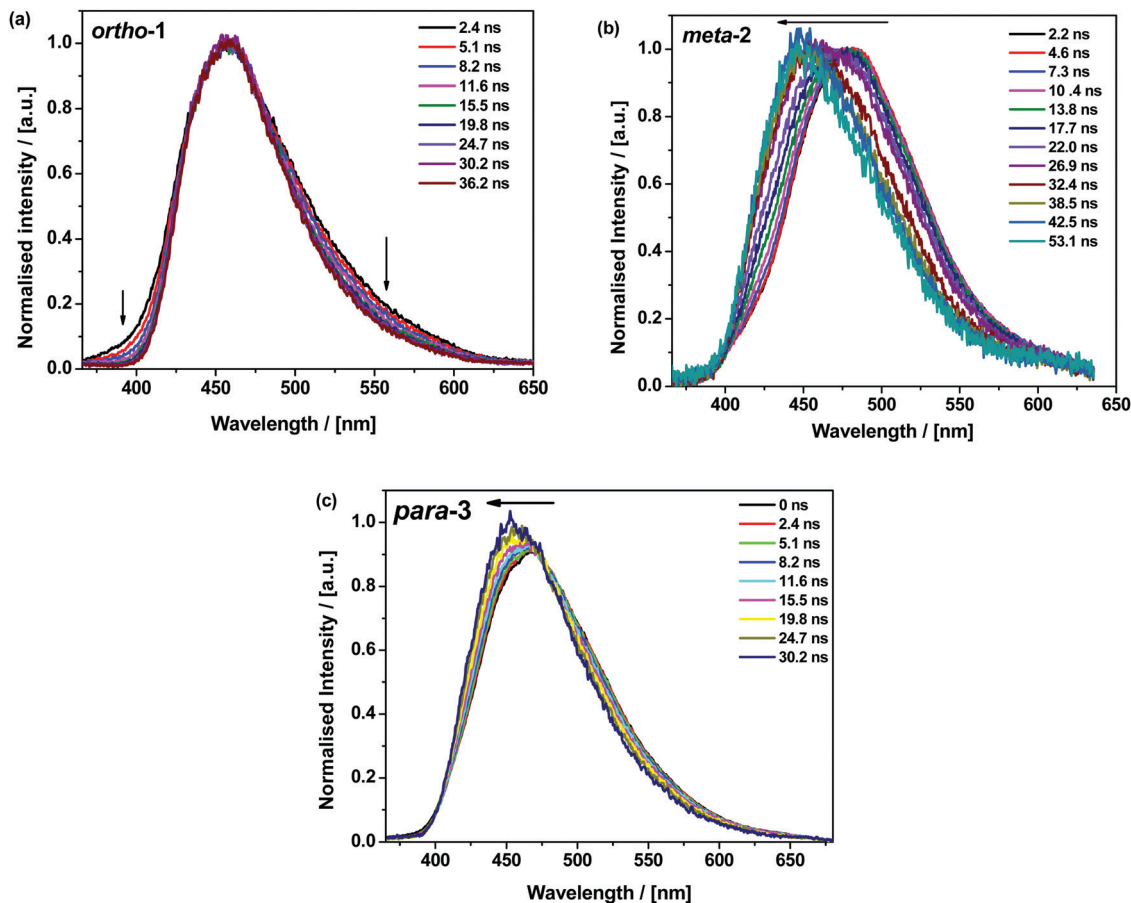 (a)
ortho-1
2.4 ns
5.1 ns
8.2 ns
11.6 ns
15.5 ns
19.8 ns
24.7 ns
30.2 ns
36.2 ns
Normalised intensity / [a.u.]
1.0
0.8
0.6
0.4
0.2
0.0
400 450 500 550 600 650
Wavelength / [nm]
(b)
meta-2
2.2 ns
4.6 ns
7.3 ns
10 .4 ns
13.8 ns
17.7 ns
22.0 ns
26.9 ns
32.4 ns
38.5 ns
42.5 ns
53.1 ns
Normalised Intensity / [a.u.]
1.0
0.8
0.6
0.4
0.2
0.0
400 450 500 550 600 650
Wavelength / [nm]
(c)
para-3
0 ns
2.4 ns
5.1 ns
8.2 ns
11.6 ns
15.5 ns
19.8 ns
24.7 ns
30.2 ns
Normalised Intensity / [a.u.]
1.0
0.8
0.6
0.4
0.2
0.0
400 450 500 550 600 650
Wavelength / [nm]